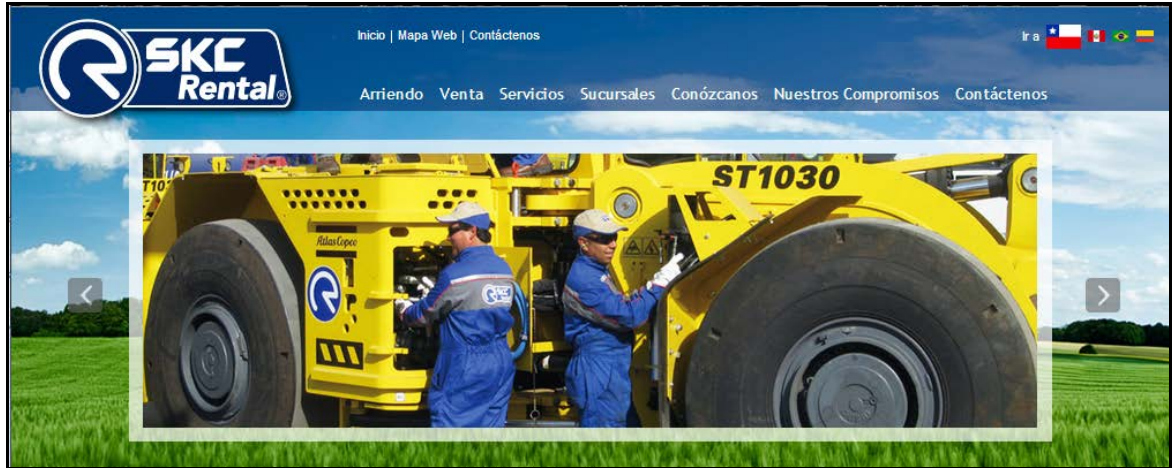 SKC
Rental®
Inicio | Mapa Web | Contáctenos
Ir a
Arriendo Venta Servicios Sucursales Conózcanos Nuestros Compromisos Contáctenos
ST1030
T10
Atlas Copco
SKC